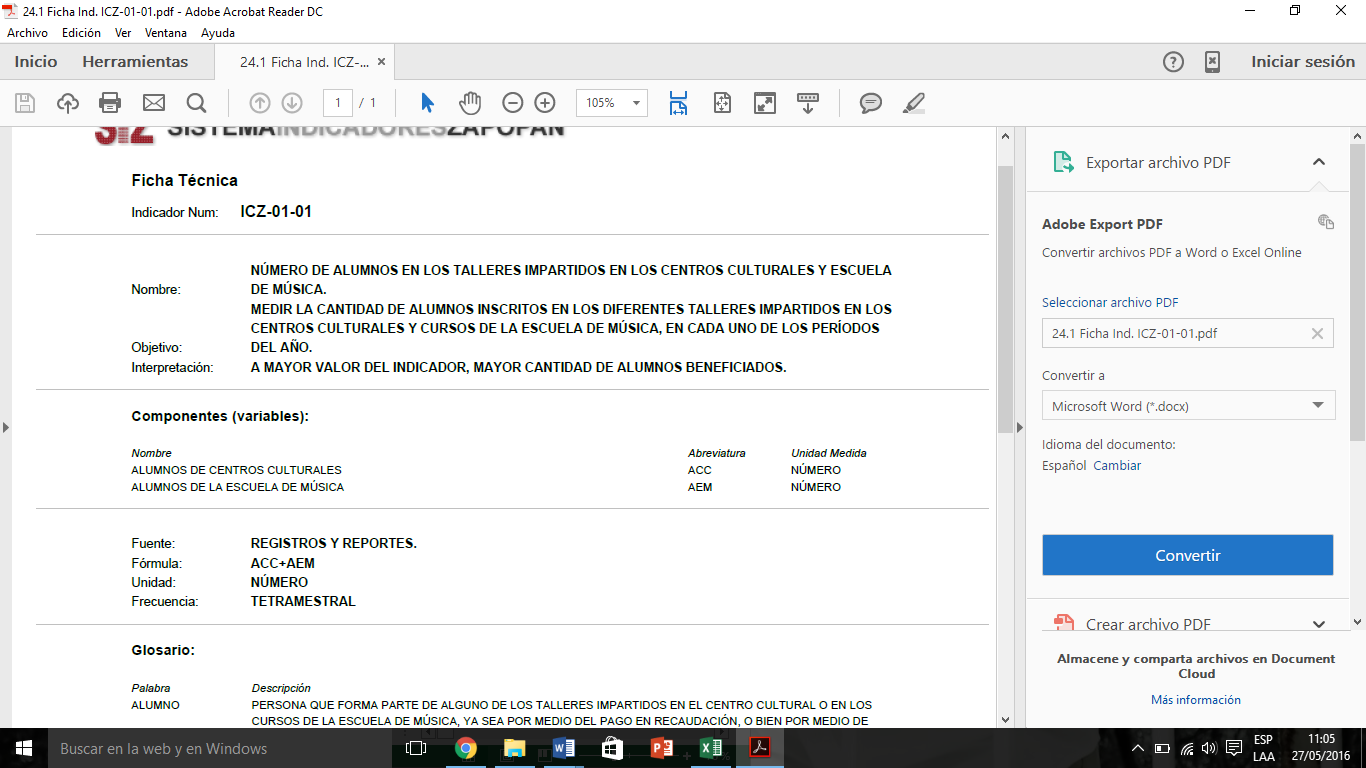 24.1 Ficha Ind. ICZ-01-01.pdf - Adobe Acrobat Reader DC
Archivo Edición Ver Ventana Ayuda
Inicio Herramientas 24.1 Ficha Ind. ICZ-... × Iniciar sesión
1 / 1 105%
SIZ SISTEMAINDICADORESZAPOPAN
Ficha Técnica
Indicador Num: ICZ-01-01
NÚMERO DE ALUMNOS EN LOS TALLERES IMPARTIDOS EN LOS CENTROS CULTURALES Y ESCUELA
Nombre: DE MÚSICA.
MEDIR LA CANTIDAD DE ALUMNOS INSCRITOS EN LOS DIFERENTES TALLERES IMPARTIDOS EN LOS
CENTROS CULTURALES Y CURSOS DE LA ESCUELA DE MÚSICA, EN CADA UNO DE LOS PERÍODOS
Objetivo: DEL AÑO.
Interpretación: A MAYOR VALOR DEL INDICADOR, MAYOR CANTIDAD DE ALUMNOS BENEFICIADOS.
Componentes (variables):
Nombre Abreviatura Unidad Medida
ALUMNOS DE CENTROS CULTURALES ACC NÚMERO
ALUMNOS DE LA ESCUELA DE MÚSICA AEM NÚMERO
Fuente: REGISTROS Y REPORTES.
Fórmula: ACC+AEM
Unidad: NÚMERO
Frecuencia: TETRAMESTRAL
Glosario:
Palabra Descripción
ALUMNO PERSONA QUE FORMA PARTE DE ALGUNO DE LOS TALLERES IMPARTIDOS EN EL CENTRO CULTURAL O EN LOS
CURSOS DE LA ESCUELA DE MÚSICA, YA SEA POR MEDIO DEL PAGO EN RECAUDACIÓN, O BIEN POR MEDIO DE
Exportar archivo PDF
Adobe Export PDF
Convertir archivos PDF a Word o Excel Online
Seleccionar archivo PDF
24.1 Ficha Ind. ICZ-01-01.pdf
Convertir a
Microsoft Word (*.docx)
Idioma del documento:
Español Cambiar
Convertir
Crear archivo PDF
Almacene y comparta archivos en Document
Cloud
Más información
Buscar en la web y en Windows
ESP 11:05
LAA 27/05/2016